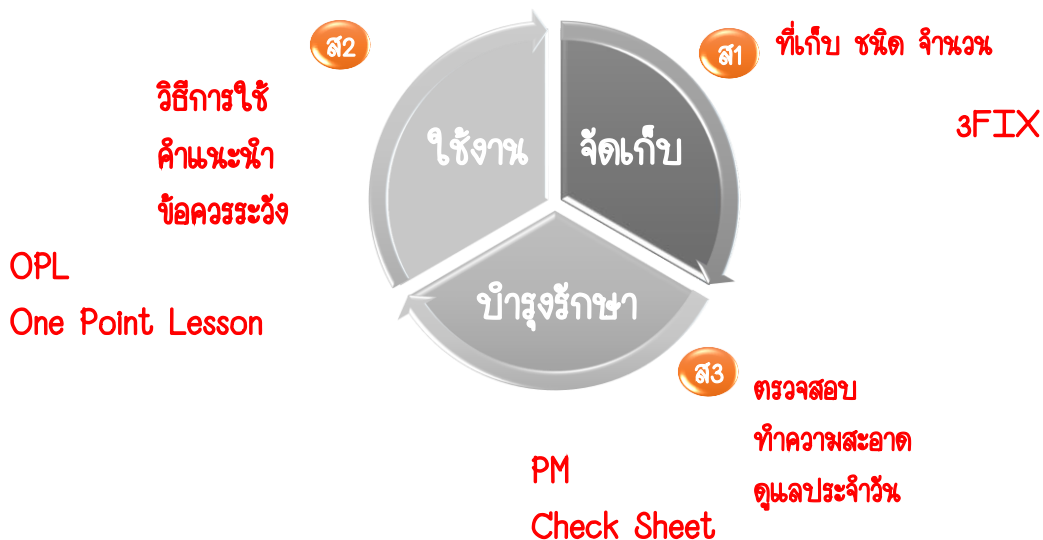 ส2
ส1
ที่เก็บ ชนิด จำนวน
3FIX
วิธีการใช้
คำแนะนำ
ข้อควรระวัง
ใช้งาน
จัดเก็บ
OPL
One Point Lesson
บำรุงรักษา
ส3
ตรวจสอบ
ทำความสะอาด
ดูแลประจำวัน
PM
Check Sheet